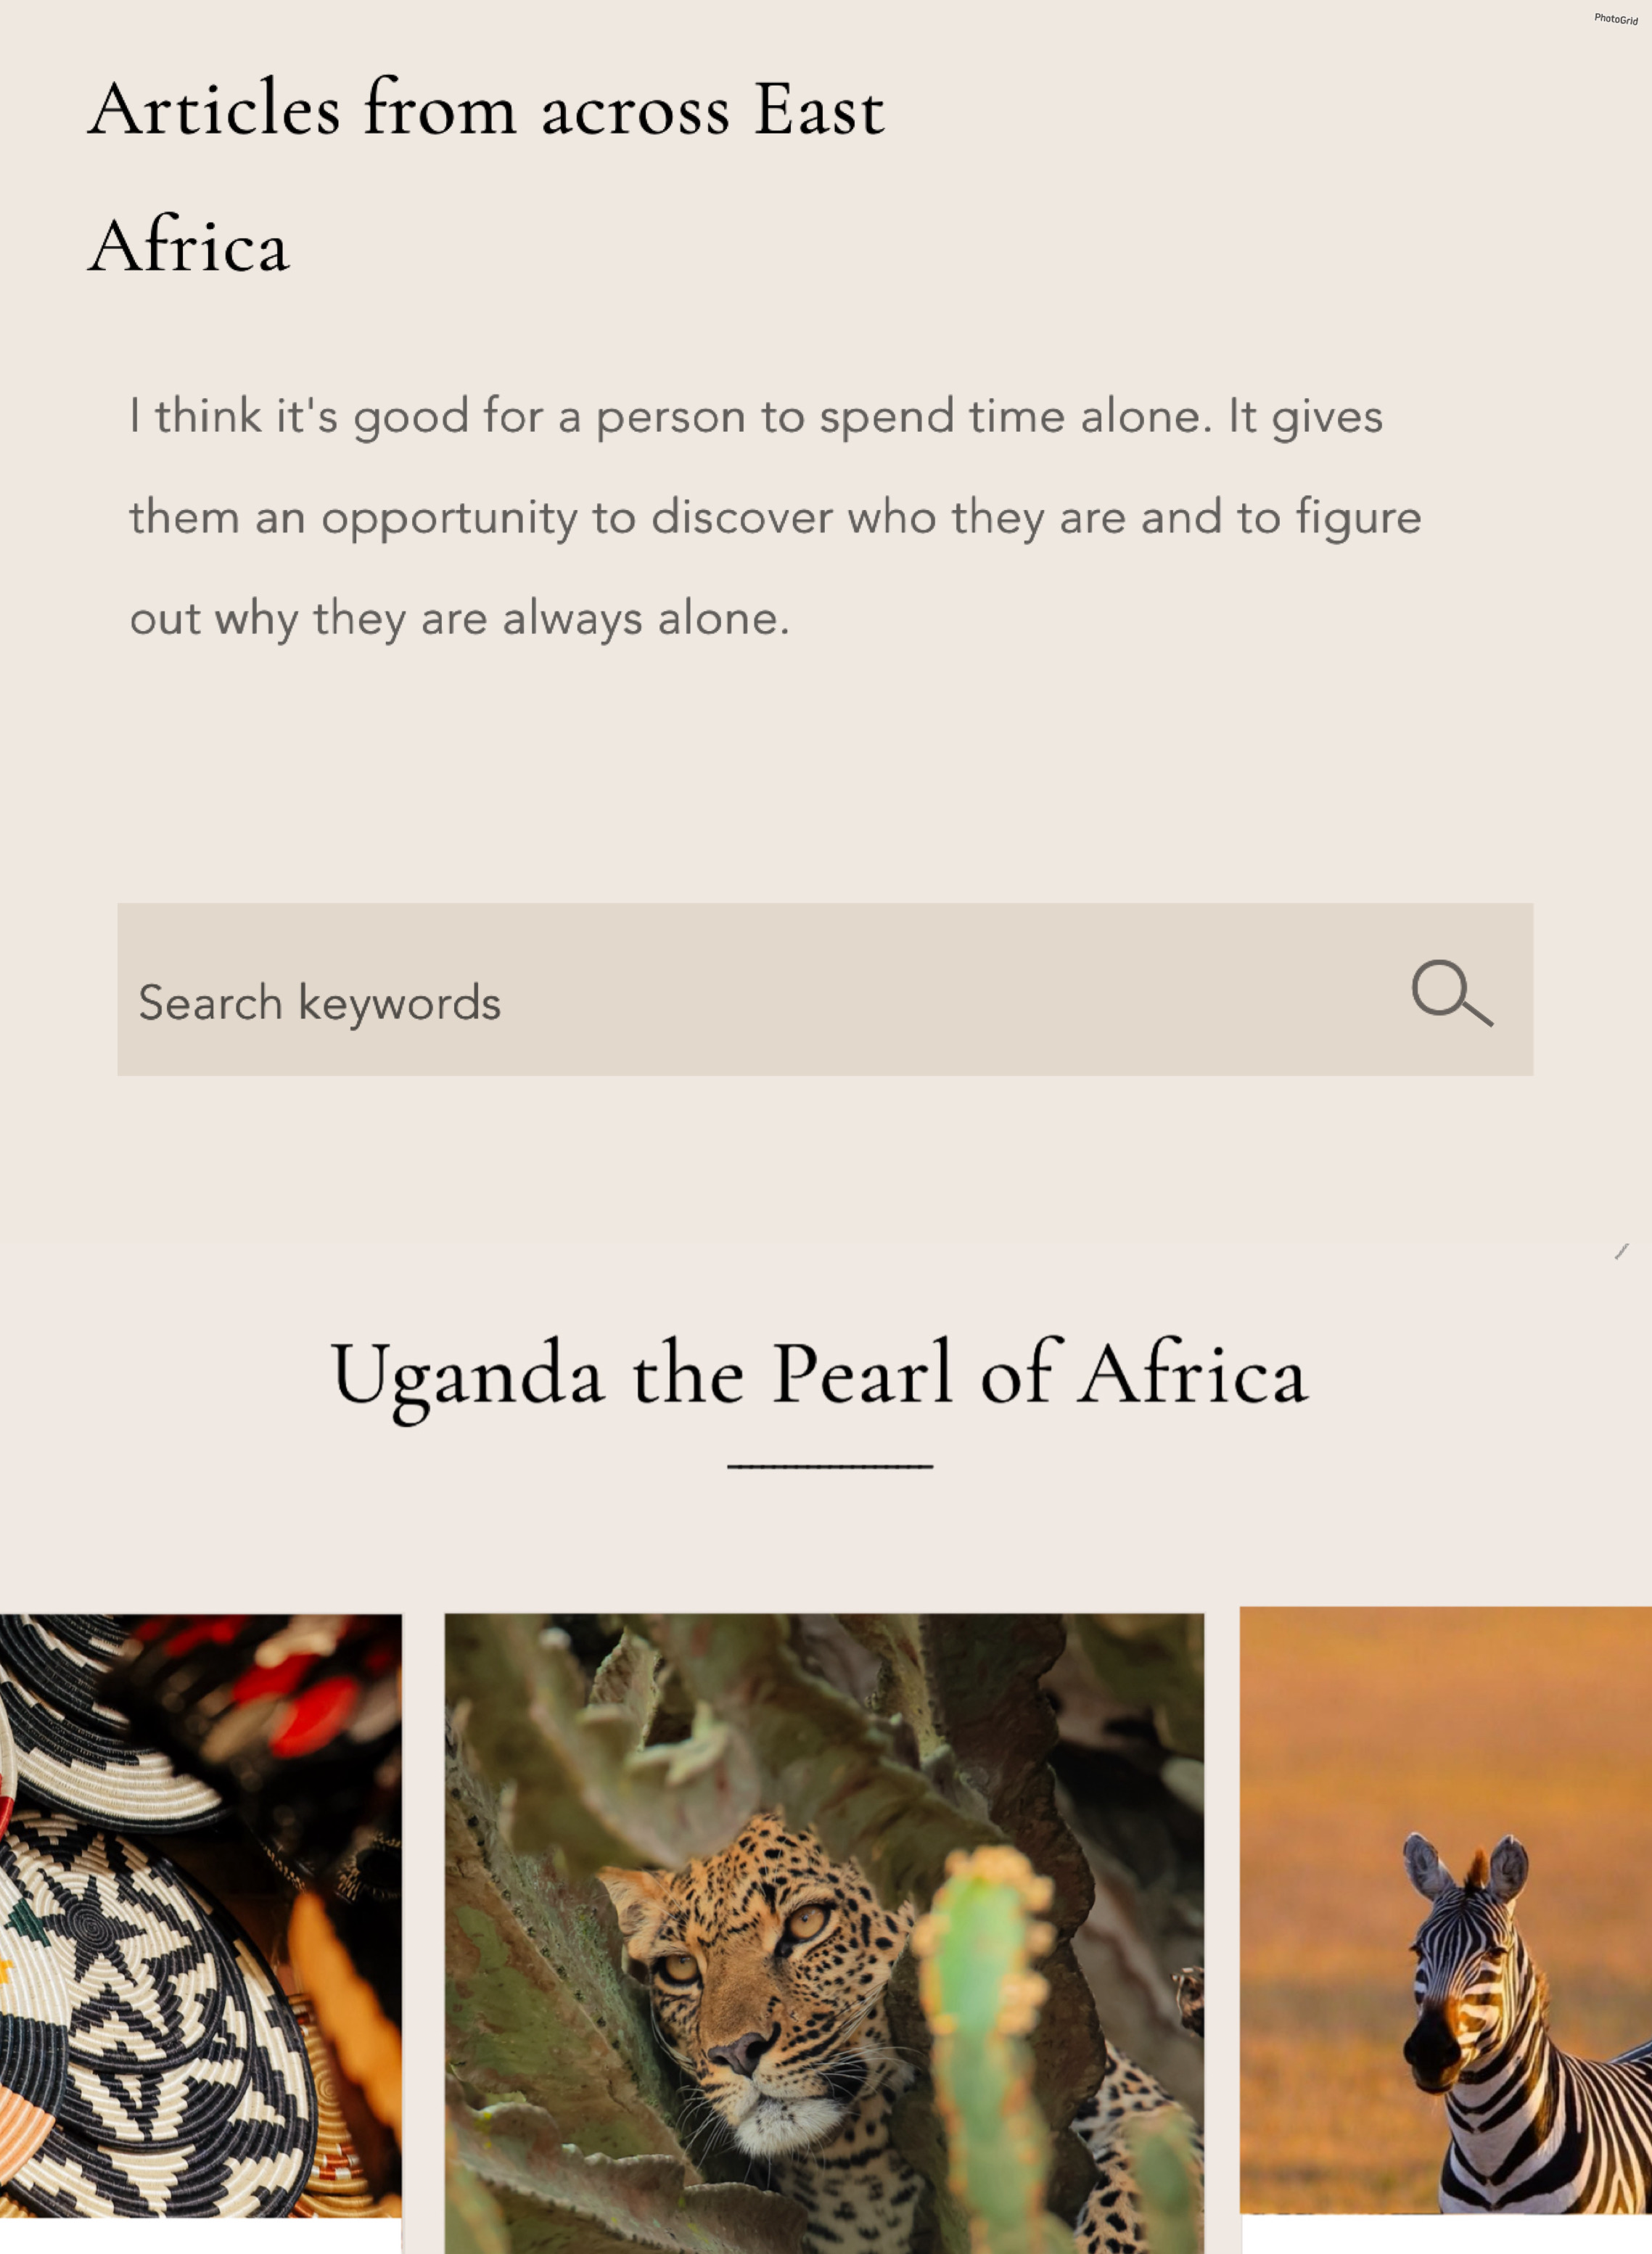 PhotoGrid
Articles from across East
Africa
I think it's good for a person to spend time alone. It gives
them an opportunity to discover who they are and to figure
out why they are always alone.
Search keywords
Uganda the Pearl of Africa